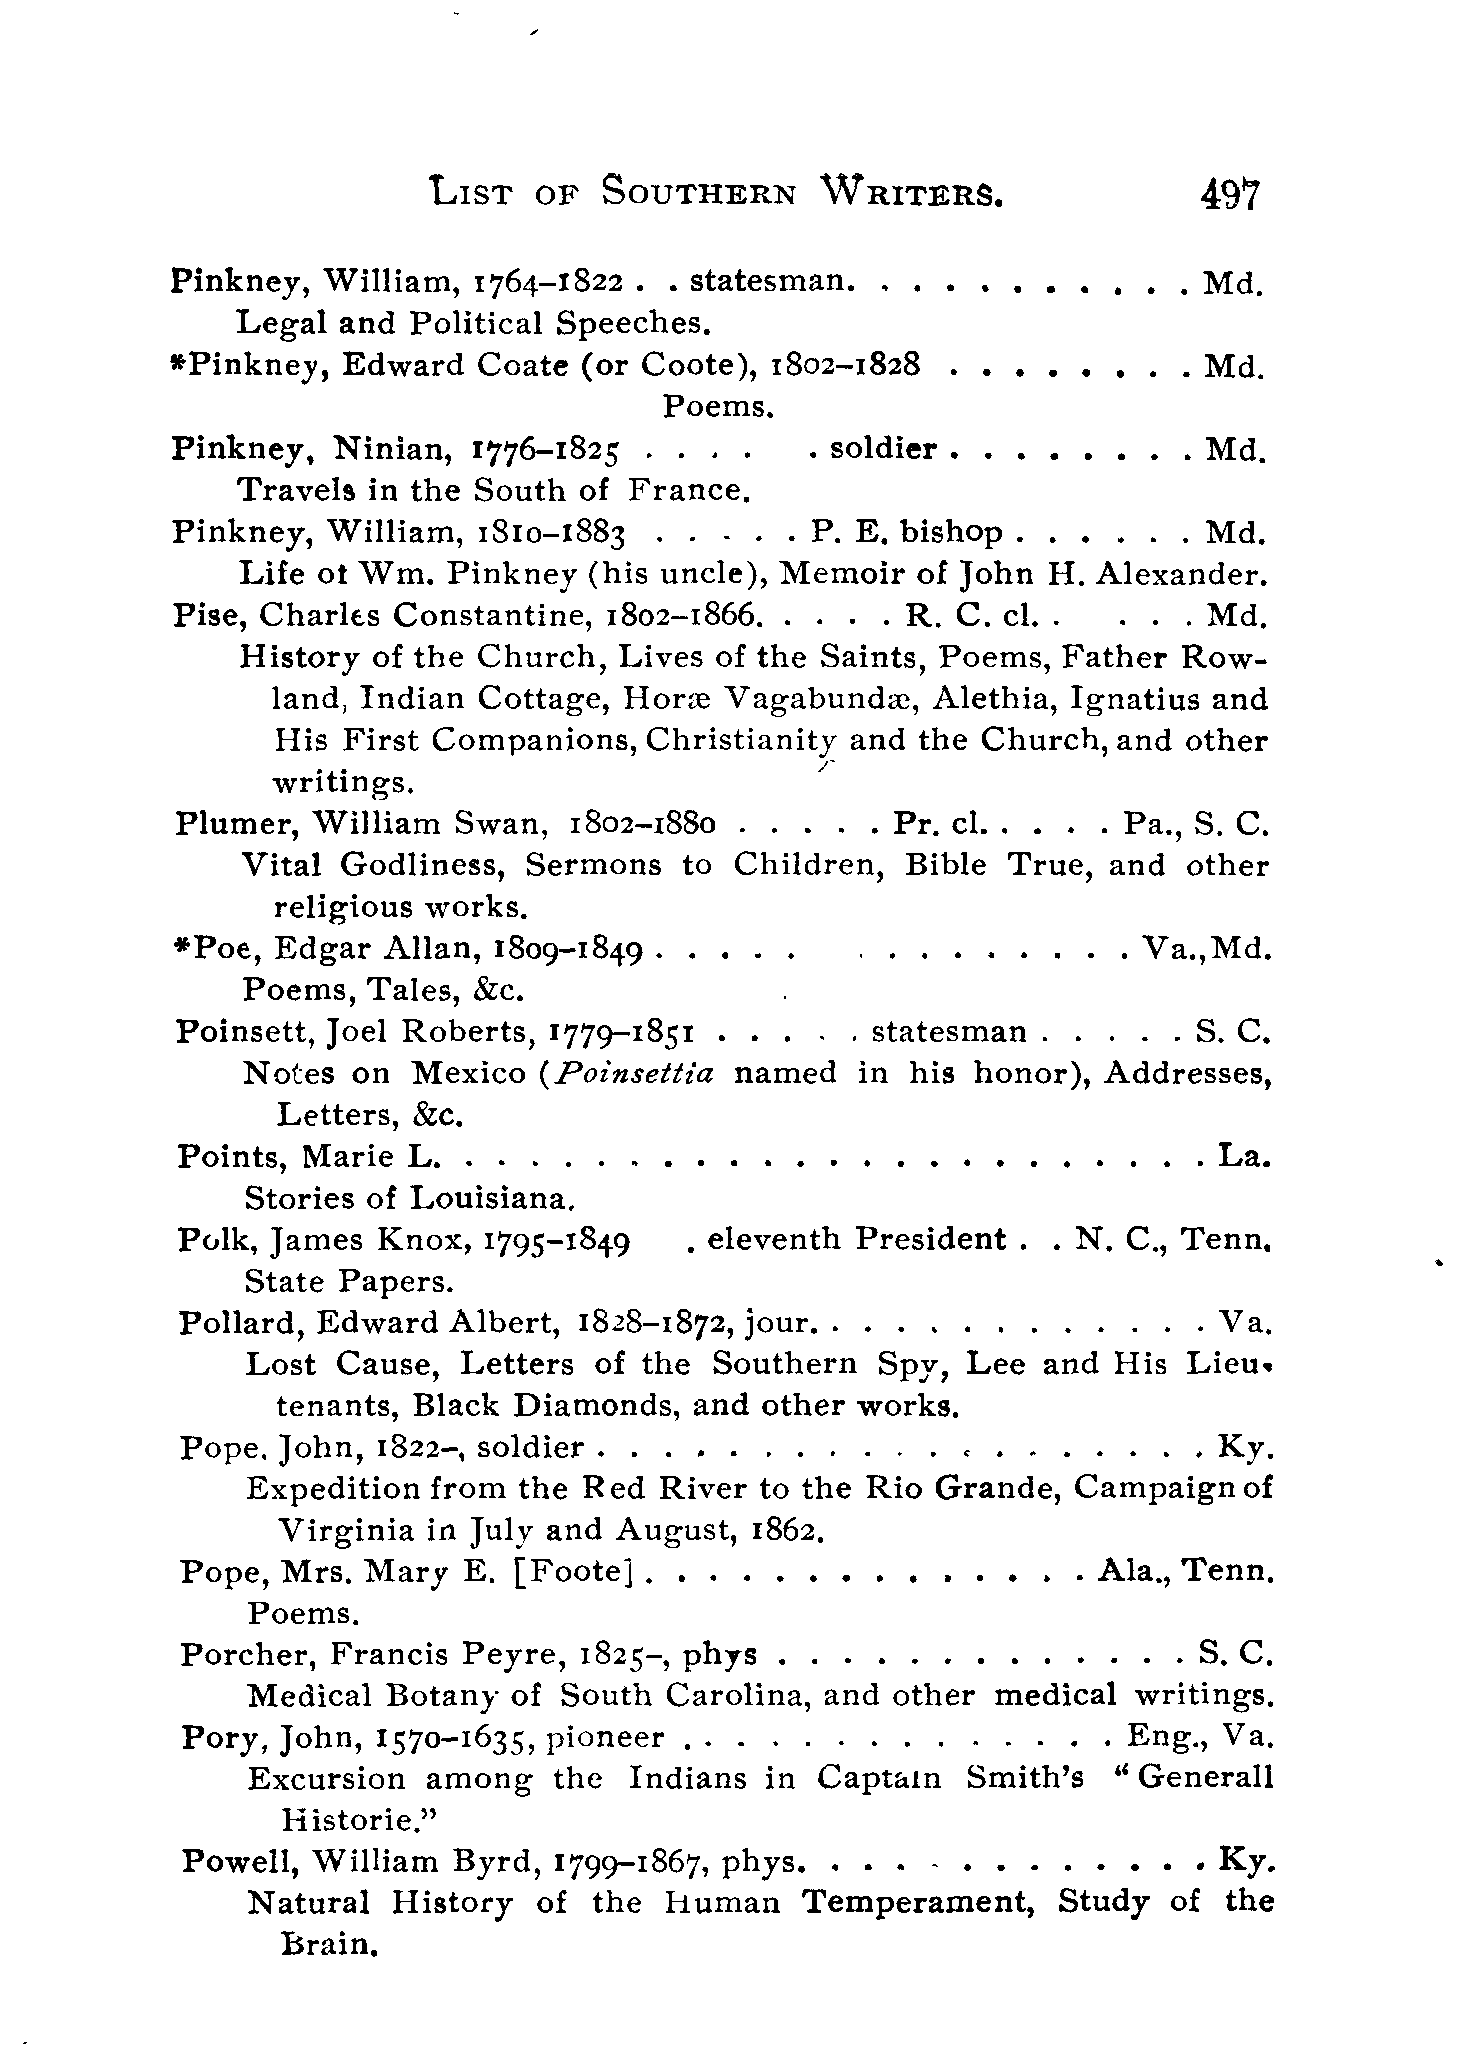 LIST OF SOUTHERN WRITERS. 497
Pinkney, William, 1764–1822 . . statesman. . . . . . . . . . . Md.
Legal and Political Speeches.
*Pinkney, Edward Coate (or Coote), 1802–1828 . . . . . . . . Md.
Poems.
Pinkney, Ninian, 1776–1825 . . . . . soldier . . . . . . . . Md.
Travels in the South of France.
Pinkney, William, 1810–1883 . . . . . P. E. bishop . . . . . . Md.
Life of Wm. Pinkney (his uncle), Memoir of John H. Alexander.
Pise, Charles Constantine, 1802–1866. . . . . R. C. cl. . . . . Md.
History of the Church, Lives of the Saints, Poems, Father Row-
land, Indian Cottage, Horæ Vagabundæ, Alethia, Ignatius and
His First Companions, Christianity and the Church, and other
writings.
Plumer, William Swan, 1802–1880 . . . . . Pr. cl. . . . . Pa., S. C.
Vital Godliness, Sermons to Children, Bible True, and other
religious works.
*Poe, Edgar Allan, 1809–1849 . . . . . . . . . . . . . . Va., Md.
Poems, Tales, &c.
Poinsett, Joel Roberts, 1779–1851 . . . . . statesman . . . . . S. C.
Notes on Mexico (Poinsettia named in his honor), Addresses,
Letters, &c.
Points, Marie L. . . . . . . . . . . . . . . . . . . . . . . . La.
Stories of Louisiana.
Polk, James Knox, 1795–1849 . eleventh President . . N. C., Tenn.
State Papers.
Pollard, Edward Albert, 1828–1872, jour. . . . . . . . . . . . . Va.
Lost Cause, Letters of the Southern Spy, Lee and His Lieu-
tenants, Black Diamonds, and other works.
Pope, John, 1822–, soldier . . . . . . . . . . . . . . . . . . . Ky.
Expedition from the Red River to the Rio Grande, Campaign of
Virginia in July and August, 1862.
Pope, Mrs. Mary E. [Foote] . . . . . . . . . . . . . . Ala., Tenn.
Poems.
Porcher, Francis Peyre, 1825–, phys . . . . . . . . . . . . . S. C.
Medical Botany of South Carolina, and other medical writings.
Pory, John, 1570–1635, pioneer . . . . . . . . . . . . . . Eng., Va.
Excursion among the Indians in Captain Smith's "Generall
Historie."
Powell, William Byrd, 1799–1867, phys. . . . . . . . . . . . . Ky.
Natural History of the Human Temperament, Study of the
Brain.